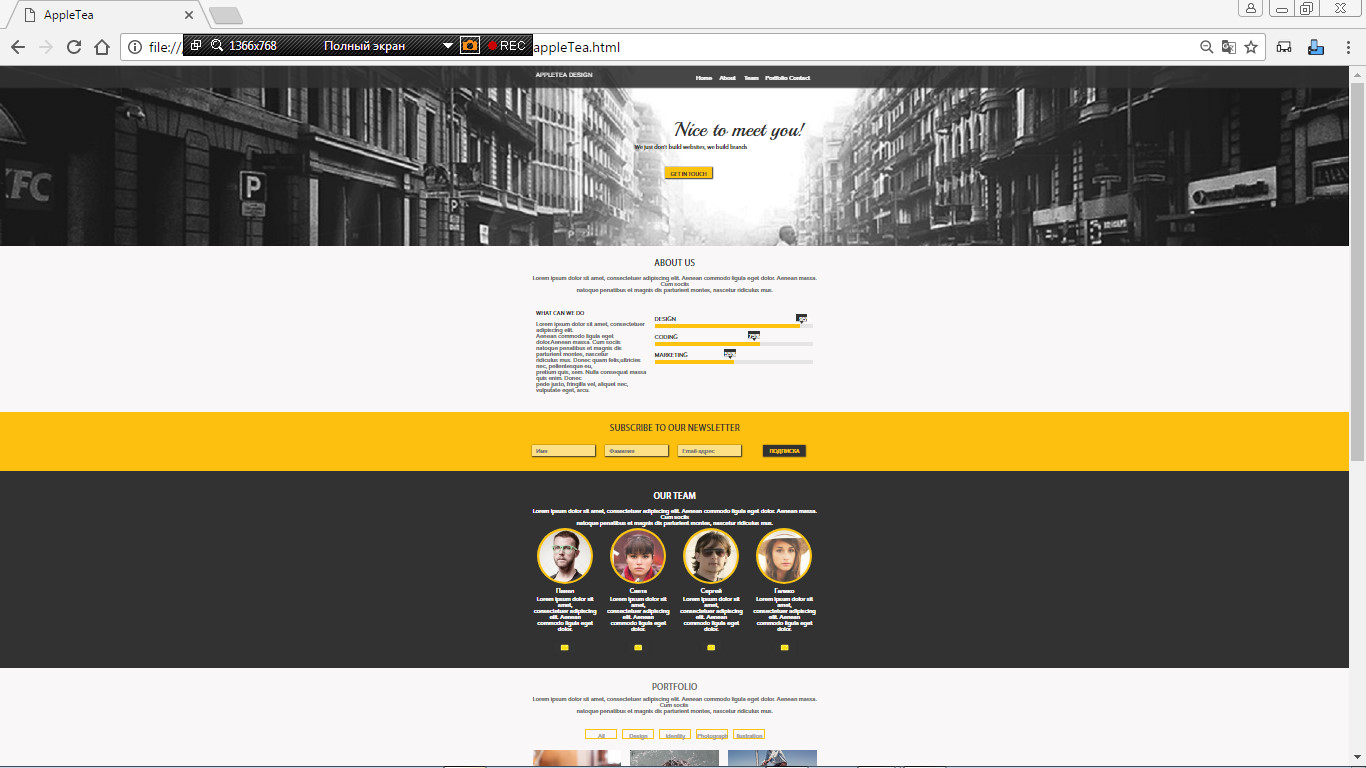 AppleTea
file:///
1366x768 Полный экран REC
appleTea.html
APPLETEA DESIGN
Home About Team Portfolio Contact
Nice to meet you!
We just don't build websites, we build brands
GET IN TOUCH
KFC
P
P
P
ABOUT US
Lorem ipsum dolor sit amet, consectetuer adipiscing elit. Aenean commodo ligula eget dolor. Aenean massa.
Cum sociis
natoque penatibus et magnis dis parturient montes, nascetur ridiculus mus.
WHAT CAN WE DO
Lorem ipsum dolor sit amet, consectetuer
adipiscing elit.
Aenean commodo ligula eget
dolor.Aenean massa. Cum sociis
natoque penatibus et magnis dis
parturient montes, nascetur
ridiculus mus. Donec quam felis,ultricies
nec, pellentesque eu,
pretium quis, sem. Nulla consequat massa
quis enim. Donec
pede justo, fringilla vel, aliquet nec,
vulputate eget, arcu.
DESIGN
CODING
MARKETING
SUBSCRIBE TO OUR NEWSLETTER
Имя
Фамилия
Email-адрес
ПОДПИСКА
OUR TEAM
Lorem ipsum dolor sit amet, consectetuer adipiscing elit. Aenean commodo ligula eget dolor. Aenean massa.
Cum sociis
natoque penatibus et magnis dis parturient montes, nascetur ridiculus mus.
Павел
Lorem ipsum dolor sit
amet,
consectetuer adipiscing
elit. Aenean
commodo ligula eget
dolor.
Света
Lorem ipsum dolor sit
amet,
consectetuer adipiscing
elit. Aenean
commodo ligula eget
dolor.
Сергей
Lorem ipsum dolor sit
amet,
consectetuer adipiscing
elit. Aenean
commodo ligula eget
dolor.
Lorem ipsum dolor sit
amet,
consectetuer adipiscing
elit. Aenean
commodo ligula eget
dolor.
PORTFOLIO
Lorem ipsum dolor sit amet, consectetuer adipiscing elit. Aenean commodo ligula eget dolor. Aenean massa.
Cum sociis
natoque penatibus et magnis dis parturient montes, nascetur ridiculus mus.
All
Design
Identity
Photograph
Ilustration